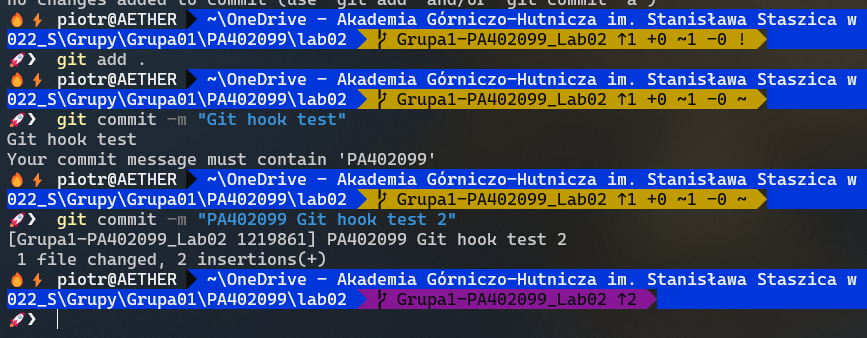 no changes added to commit (use "git add" and/or "git commit -a")
piotr@AETHER ~\OneDrive - Akademia Górniczo-Hutnicza im. Stanisława Staszica w
022_S\Grupy\Grupa01\PA402099\lab02 Grupa1-PA402099_Lab02 ↑1 +0 ~1 -0 !
❯ git add .
piotr@AETHER ~\OneDrive - Akademia Górniczo-Hutnicza im. Stanisława Staszica w
022_S\Grupy\Grupa01\PA402099\lab02 Grupa1-PA402099_Lab02 ↑1 +0 ~1 -0 ~
❯ git commit -m "Git hook test"
Git hook test
Your commit message must contain 'PA402099'
piotr@AETHER ~\OneDrive - Akademia Górniczo-Hutnicza im. Stanisława Staszica w
022_S\Grupy\Grupa01\PA402099\lab02 Grupa1-PA402099_Lab02 ↑1 +0 ~1 -0 ~
❯ git commit -m "PA402099 Git hook test 2"
[Grupa1-PA402099_Lab02 1219861] PA402099 Git hook test 2
1 file changed, 2 insertions(+)
piotr@AETHER ~\OneDrive - Akademia Górniczo-Hutnicza im. Stanisława Staszica w
022_S\Grupy\Grupa01\PA402099\lab02 Grupa1-PA402099_Lab02 ↑2
❯